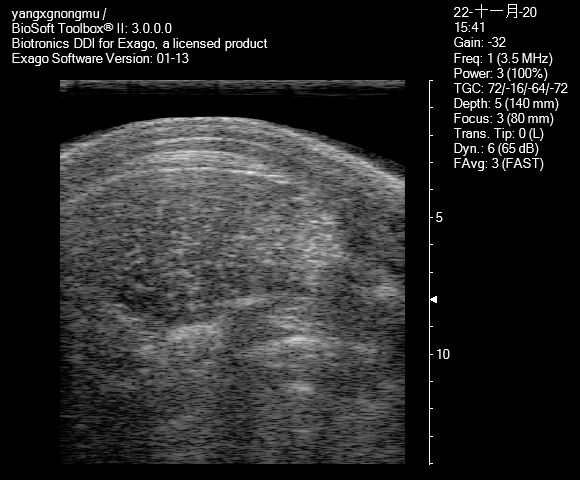 yangxgnongmu /
BioSoft Toolbox® II: 3.0.0.0
Biotronics DDI for Exago, a licensed product
Exago Software Version: 01-13
22-十一月-20
15:41
Gain: -32
Freq: 1 (3.5 MHz)
Power: 3 (100%)
TGC: 72/-16/-64/-72
Depth: 5 (140 mm)
Focus: 3 (80 mm)
Trans. Tip: 0 (L)
Dyn.: 6 (65 dB)
FAvg: 3 (FAST)
5
10